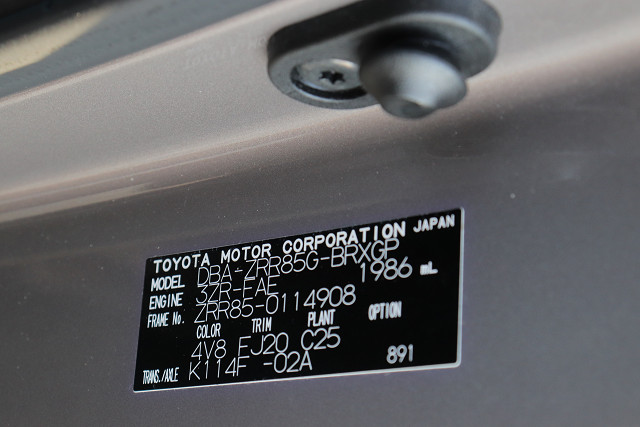 TOYOTA MOTOR CORPORATION JAPAN
MODEL DBA-ZRR85G-BRXGP
ENGINE 3ZR-FAE 1986 mL
FRAME No. ZRR85-0114908
COLOR TRIM PLANT OPTION
4V8 FJ20 C25
TRANS./AXLE K114F -02A 891